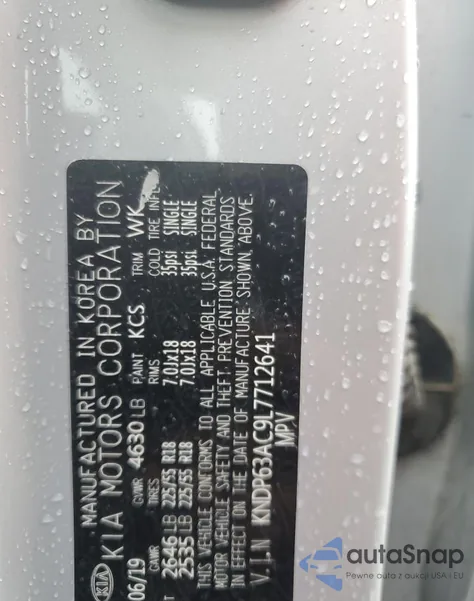 MANUFACTURED IN KOREA BY
KIA KIA MOTORS CORPORATION
06/19 GVWR 4630 LB PAINT KCS TRIM WK
GAWR TIRES RIMS COLD TIRE
2646 LB 225/55 R18 7.0Jx18 35psi SINGLE
2535 LB 225/55 R18 7.0Jx18 35psi SINGLE
THIS VEHICLE CONFORMS TO ALL APPLICABLE U.S.A. FEDERAL
MOTOR VEHICLE SAFETY AND THEFT PREVENTION STANDARDS
IN EFFECT ON THE DATE OF MANUFACTURE SHOWN ABOVE.
V.I.N KNDPG3AC9L7712641
MPV
autaSnap
Pewne auta z USA i EU